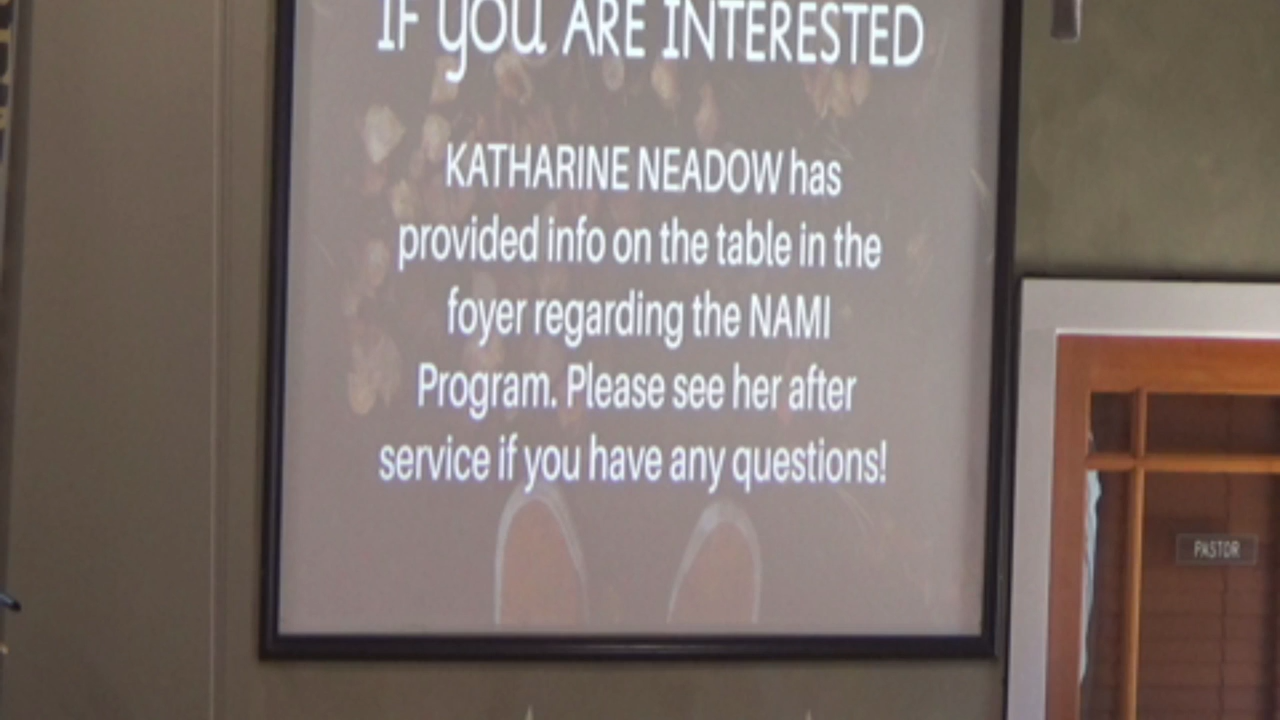 IF YOU ARE INTERESTED
KATHARINE NEADOW has
provided info on the table in the
foyer regarding the NAMI
Program. Please see her after
service if you have any questions!
PASTOR